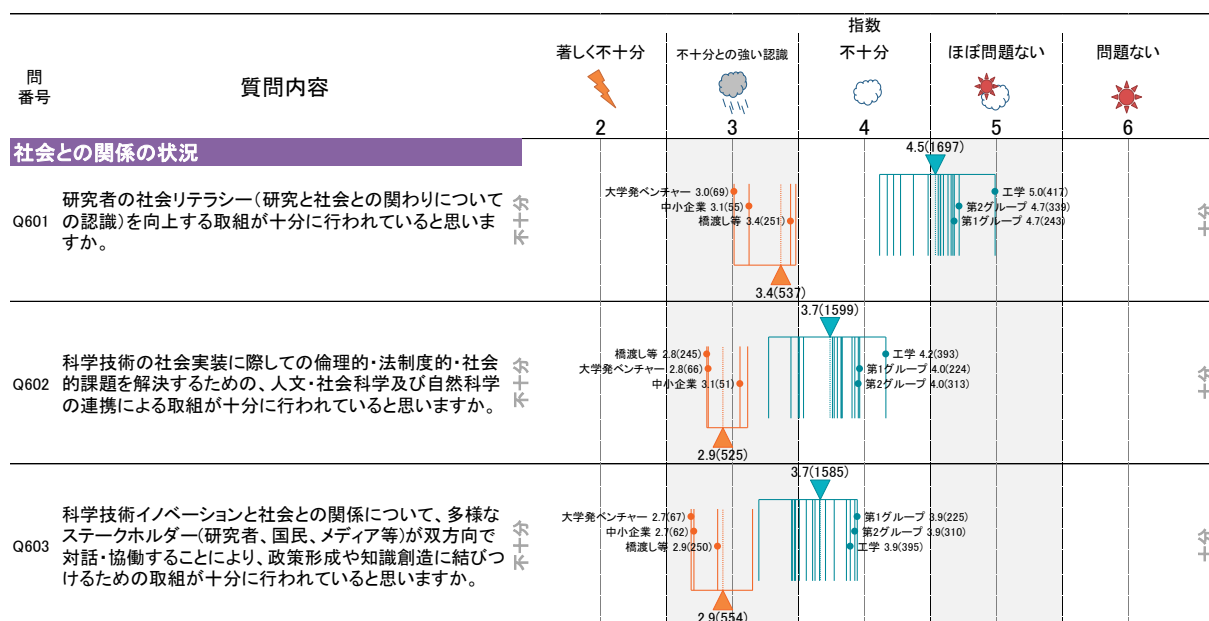 指数
問
番号
質問内容
著しく不十分
不十分との強い認識
不十分
ほぼ問題ない
問題ない
2
3
4
5
6
社会との関係の状況
Q601
研究者の社会リテラシー(研究と社会との関わりについて
の認識)を向上する取組が十分に行われていると思いま
すか。
不十分
大学発ベンチャー 3.0(69)
中小企業 3.1(55)
橋渡し等 3.4(251)
3.4(537)
4.5(1697)
工学 5.0(417)
第2グループ 4.7(339)
第1グループ 4.7(243)
十分
Q602
科学技術の社会実装に際しての倫理的・法制度的・社会
的課題を解決するための、人文・社会科学及び自然科学
の連携による取組が十分に行われていると思いますか。
不十分
橋渡し等 2.8(245)
大学発ベンチャー 2.8(66)
中小企業 3.1(51)
2.9(525)
3.7(1599)
工学 4.2(393)
第1グループ 4.0(224)
第2グループ 4.0(313)
十分
Q603
科学技術イノベーションと社会との関係について、多様な
ステークホルダー(研究者、国民、メディア等)が双方向で
対話・協働することにより、政策形成や知識創造に結びつ
けるための取組が十分に行われていると思いますか。
不十分
大学発ベンチャー 2.7(67)
中小企業 2.7(62)
橋渡し等 2.9(250)
2.9(554)
3.7(1585)
第1グループ 3.9(225)
第2グループ 3.9(310)
工学 3.9(395)
十分